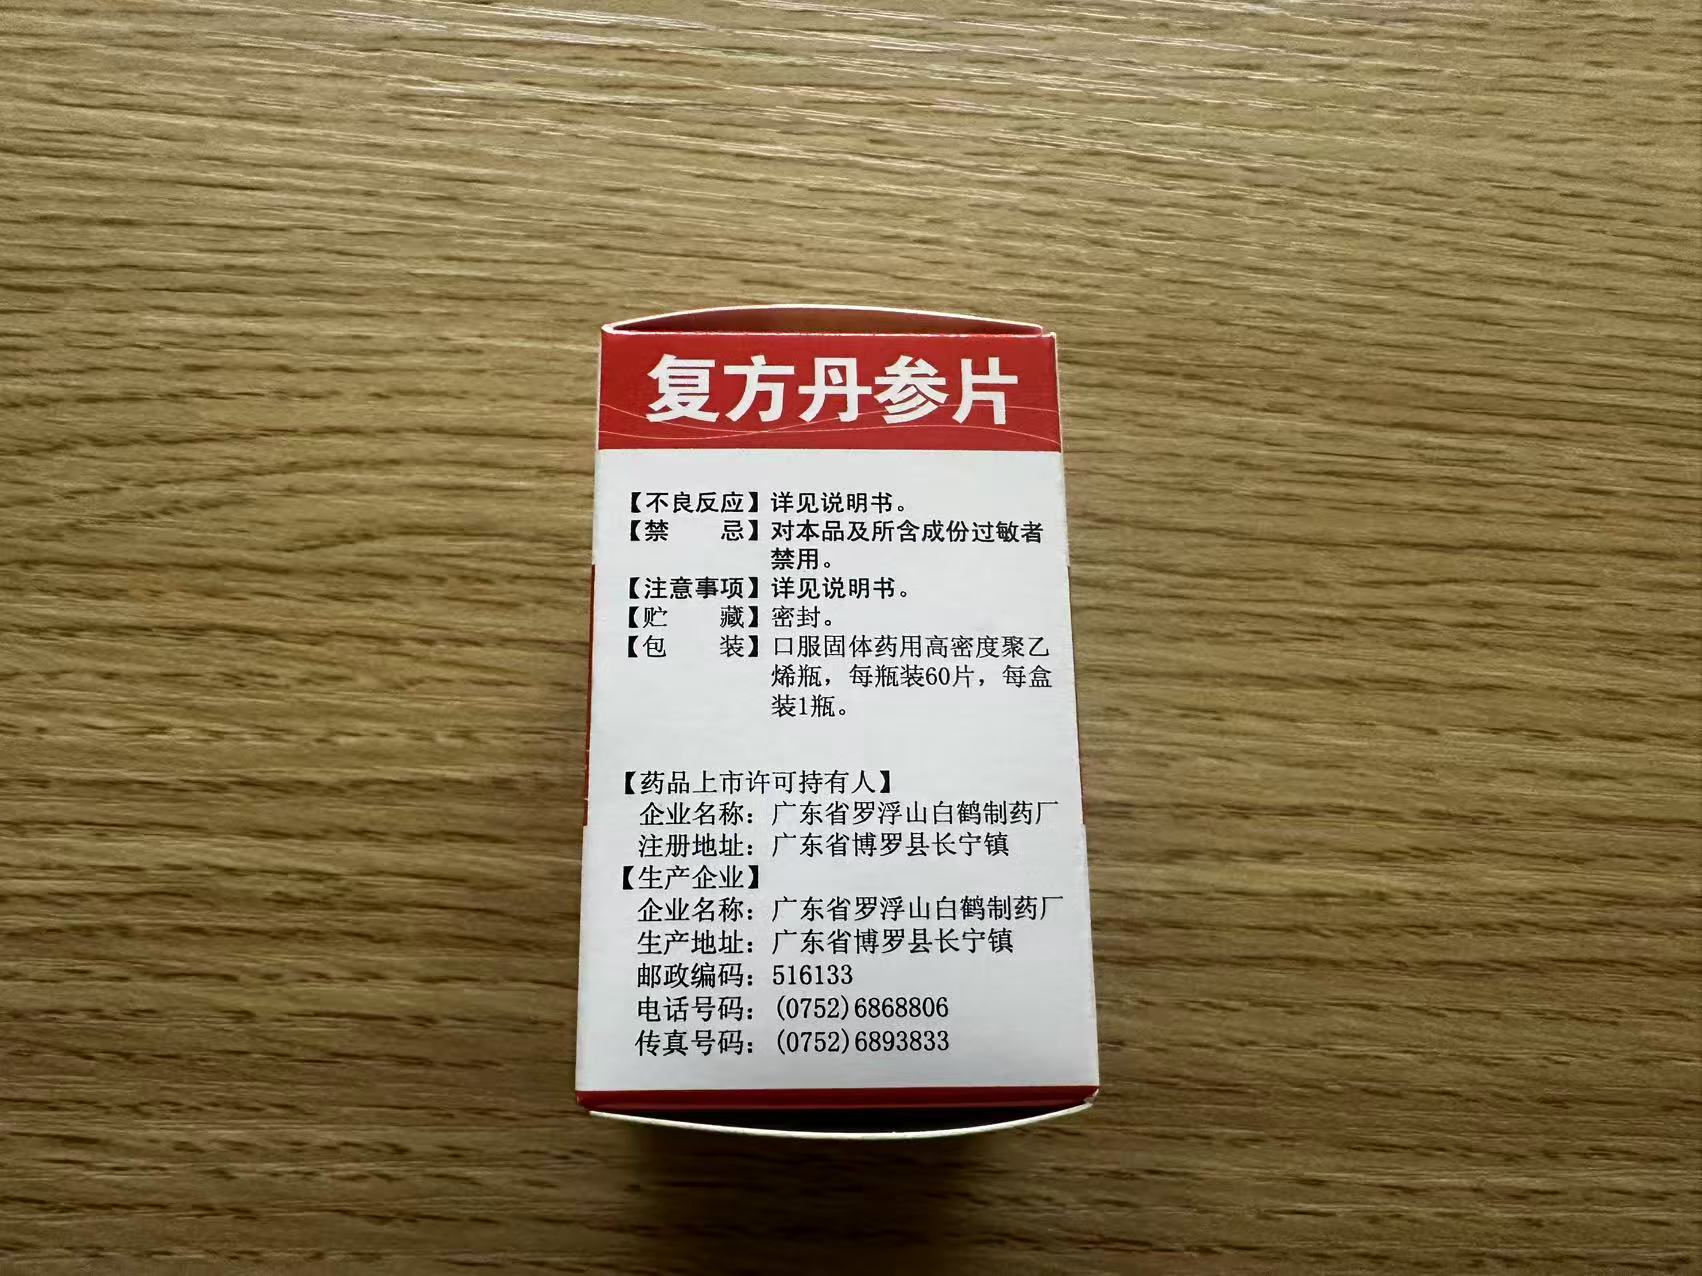 复方丹参片
【不良反应】详见说明书。
【禁　　忌】对本品及所含成份过敏者
禁用。
【注意事项】详见说明书。
【贮　　藏】密封。
【包　　装】口服固体药用高密度聚乙
烯瓶，每瓶装60片，每盒
装1瓶。
【药品上市许可持有人】
企业名称：广东省罗浮山白鹤制药厂
注册地址：广东省博罗县长宁镇
【生产企业】
企业名称：广东省罗浮山白鹤制药厂
生产地址：广东省博罗县长宁镇
邮政编码：516133
电话号码：(0752)6868806
传真号码：(0752)6893833